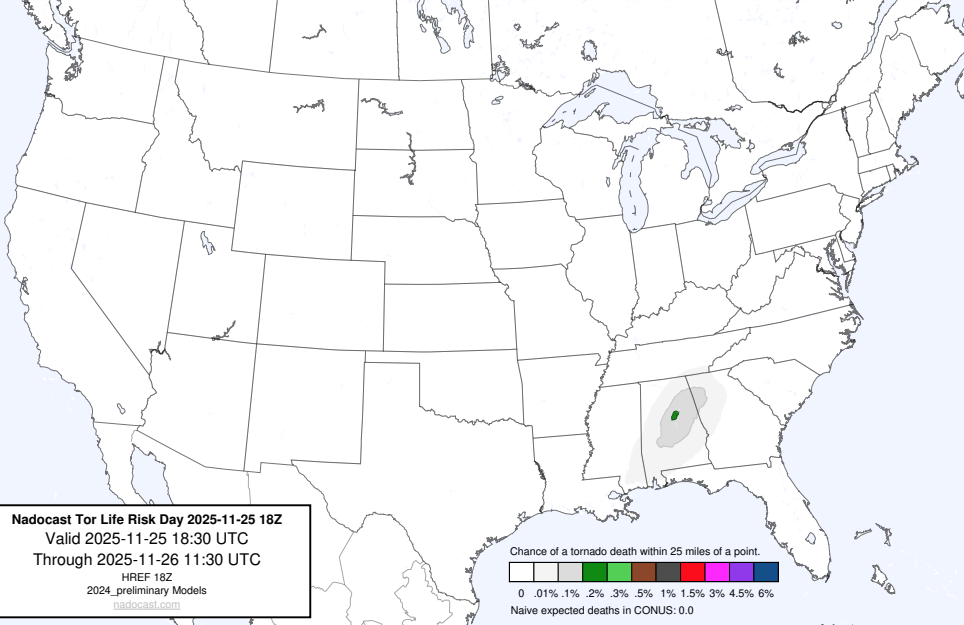 Nadocast Tor Life Risk Day 2025-11-25 18Z
Valid 2025-11-25 18:30 UTC
Through 2025-11-26 11:30 UTC
HREF 18Z
2024_preliminary Models
nadocast.com
Chance of a tornado death within 25 miles of a point.
0 .01% .1% .2% .3% .5% 1% 1.5% 3% 4.5% 6%
Naive expected deaths in CONUS: 0.0